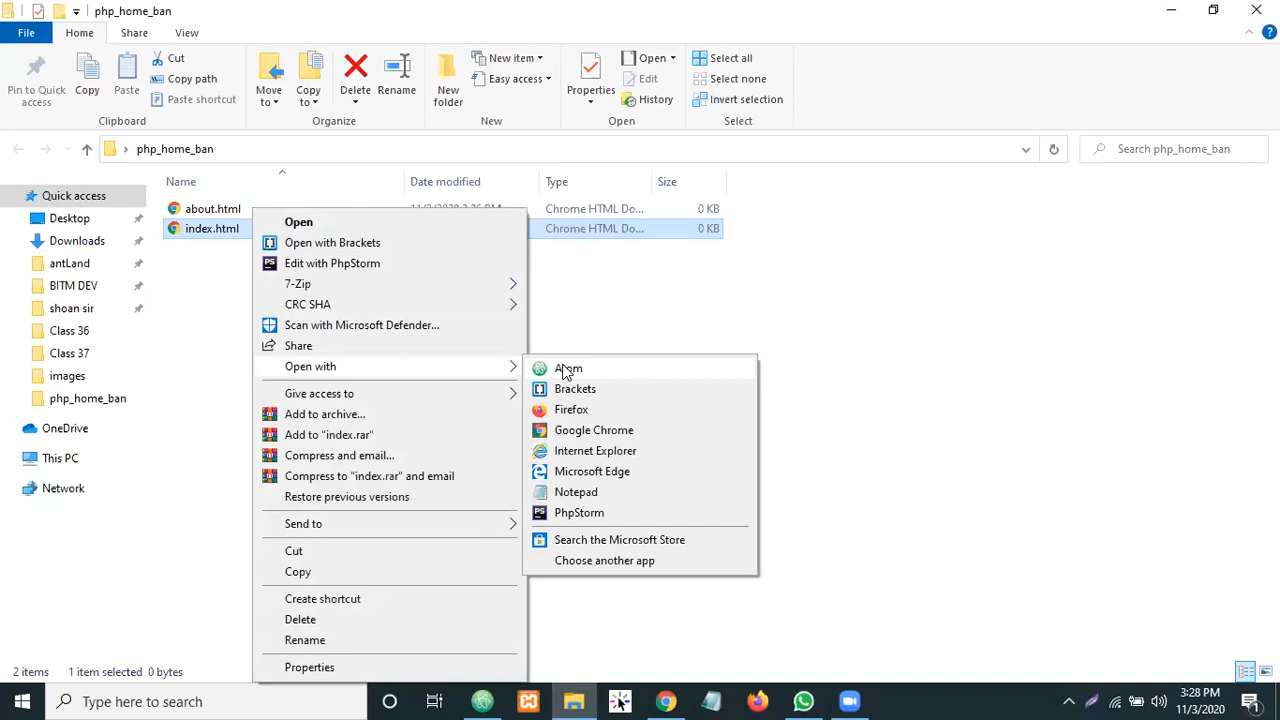 php_home_ban
File Home Share View
Pin to Quick access
Copy
Paste
Cut
Copy path
Paste shortcut
Clipboard
Move to
Copy to
Delete
Rename
Organize
New folder
New item
Easy access
New
Properties
Open
Edit
History
Open
Select all
Select none
Invert selection
Select
php_home_ban
Search php_home_ban
Name Date modified Type Size
about.html Chrome HTML Do... 0 KB
index.html Chrome HTML Do... 0 KB
Quick access
Desktop
Downloads
antLand
BITM DEV
shoan sir
Class 36
Class 37
images
php_home_ban
OneDrive
This PC
Network
Open
Open with Brackets
Edit with PhpStorm
7-Zip
CRC SHA
Scan with Microsoft Defender...
Share
Open with
Give access to
Add to archive...
Add to "index.rar"
Compress and email...
Compress to "index.rar" and email
Restore previous versions
Send to
Cut
Copy
Create shortcut
Delete
Rename
Properties
Atom
Brackets
Firefox
Google Chrome
Internet Explorer
Microsoft Edge
Notepad
PhpStorm
Search the Microsoft Store
Choose another app
2 items 1 item selected 0 bytes
Type here to search
3:28 PM
11/3/2020